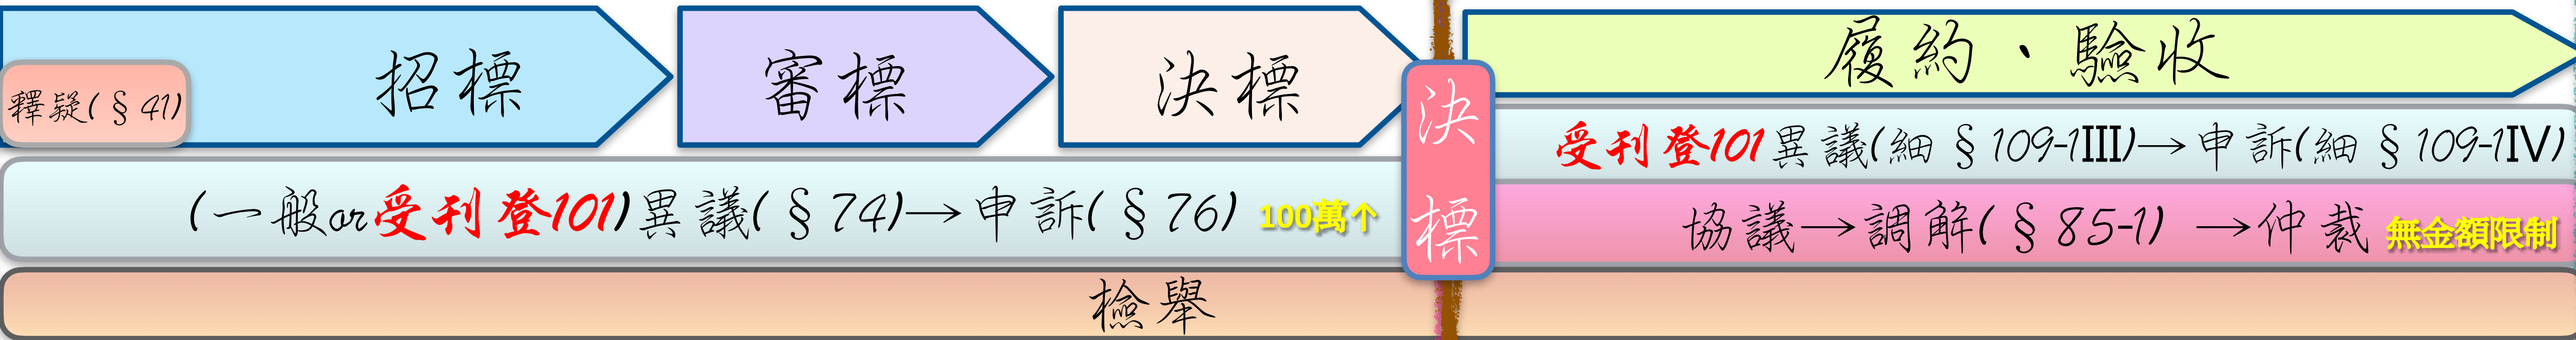 招標
審標
決標
履約、驗收
釋疑(§41)
決標
受刊登101異議(細§109-1III)→申訴(細§109-1IV)
(一般or受刊登101)異議(§74)→申訴(§76) 100萬↑
協議→調解(§85-1) →仲裁 無金額限制
檢舉